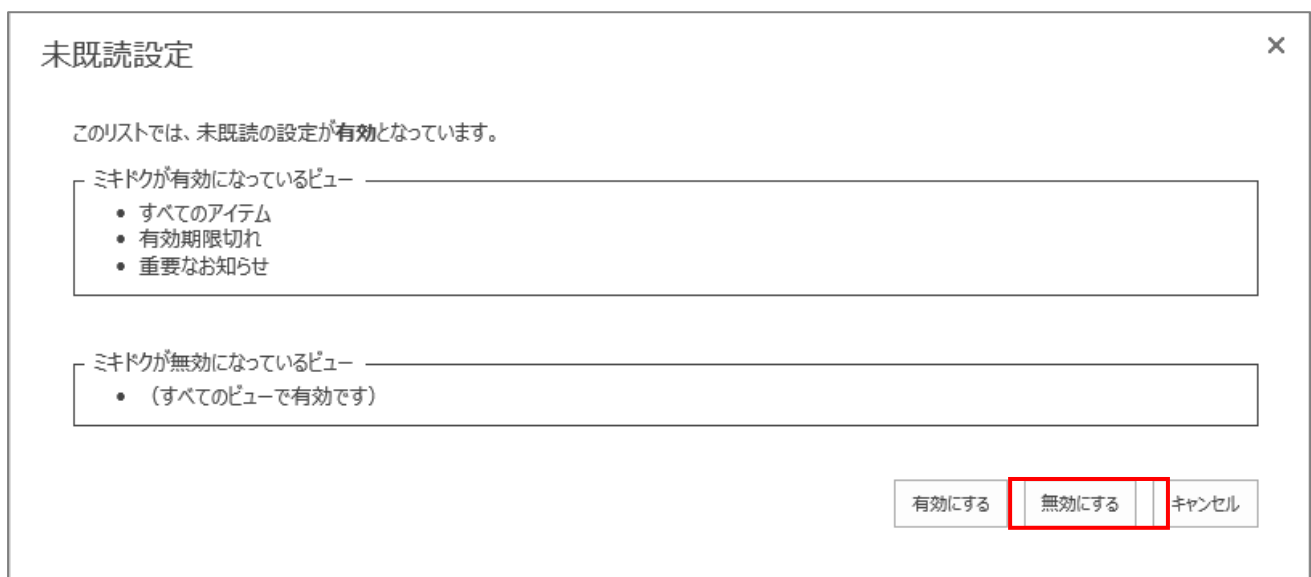 未既読設定
×
このリストでは、未既読の設定が有効となっています。
ミキドクが有効になっているビュー
• すべてのアイテム
• 有効期限切れ
• 重要なお知らせ
ミキドクが無効になっているビュー
• （すべてのビューで有効です）
有効にする 無効にする キャンセル